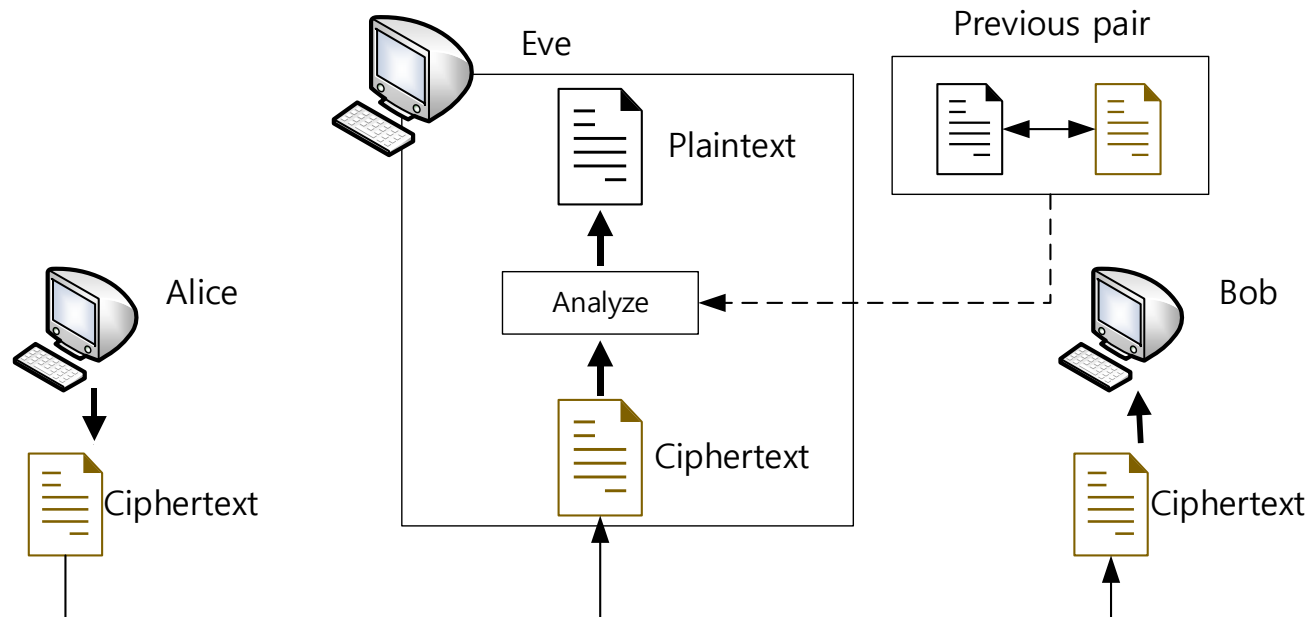 Eve
Previous pair
Plaintext
Alice
Analyze
Bob
Ciphertext
Ciphertext
Ciphertext